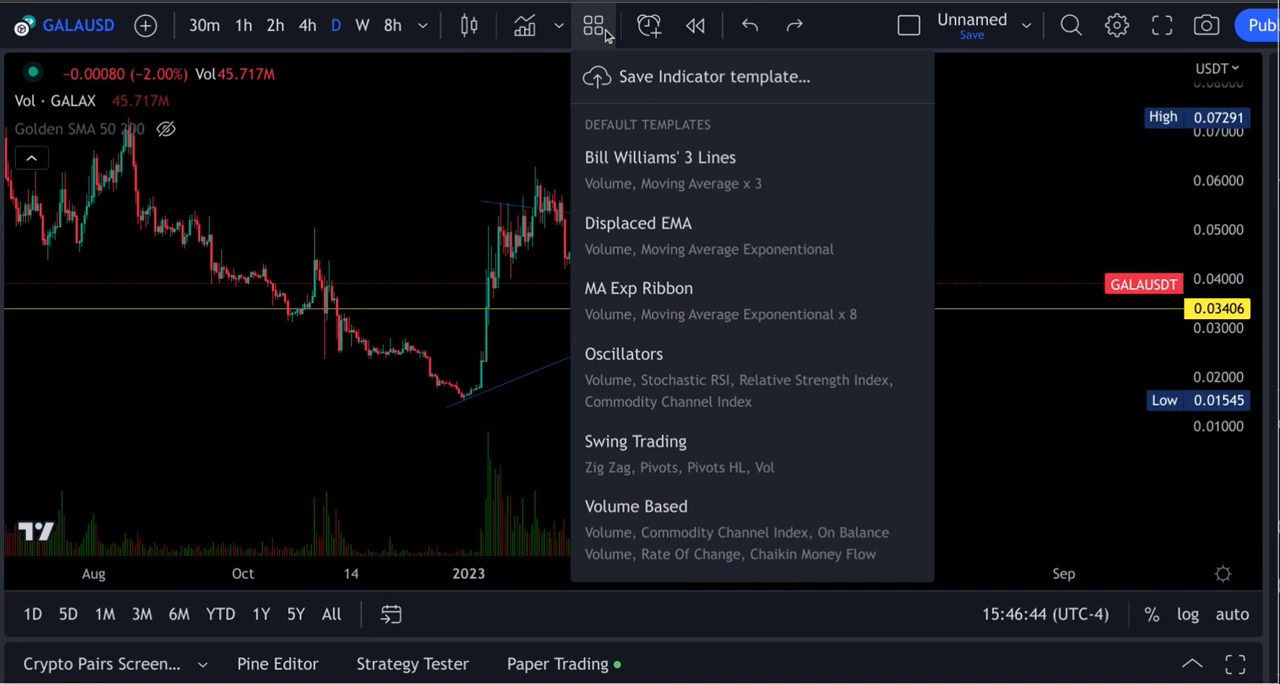 GALAUSD
30m 1h 2h 4h D W 8h
Unnamed
Save
Publ
−0.00080 (−2.00%) Vol45.717M
Vol · GALAX 45.717M
Golden SMA 50 200
Save Indicator template...
DEFAULT TEMPLATES
Bill Williams' 3 Lines
Volume, Moving Average x 3
Displaced EMA
Volume, Moving Average Exponential
MA Exp Ribbon
Volume, Moving Average Exponential x 8
Oscillators
Volume, Stochastic RSI, Relative Strength Index,
Commodity Channel Index
Swing Trading
Zig Zag, Pivots, Pivots HL, Vol
Volume Based
Volume, Commodity Channel Index, On Balance
Volume, Rate Of Change, Chaikin Money Flow
USDT
0.08000
High 0.07291
0.07000
0.06000
0.05000
0.04000
GALAUSDT
0.03406
0.03000
0.02000
Low 0.01545
0.01000
Aug Oct 14 2023 Sep
1D 5D 1M 3M 6M YTD 1Y 5Y All
15:46:44 (UTC-4) % log auto
Crypto Pairs Screen... Pine Editor Strategy Tester Paper Trading